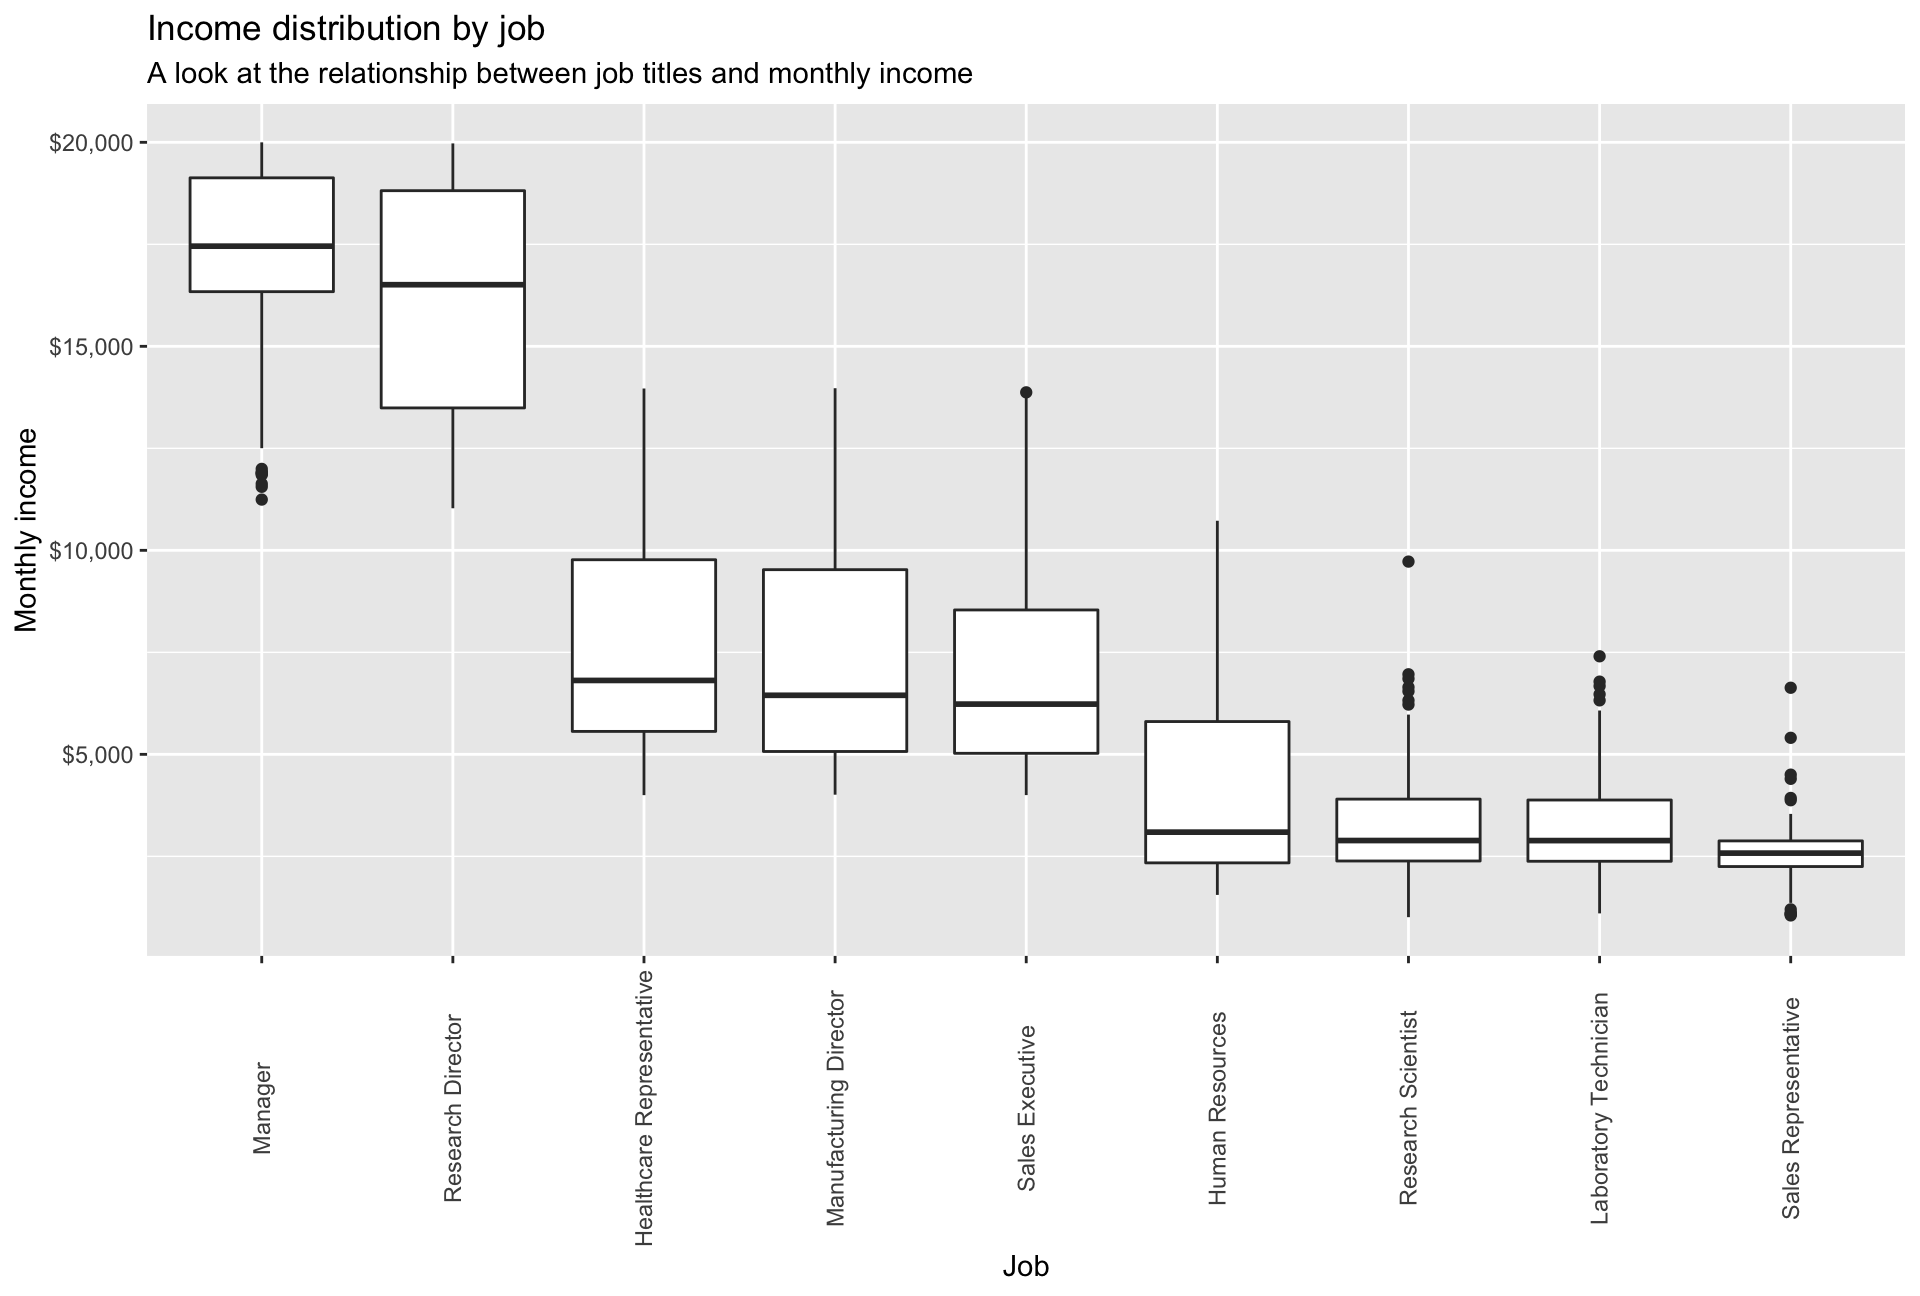 Income distribution by job
A look at the relationship between job titles and monthly income
Monthly income
$20,000
$15,000
$10,000
$5,000
Manager
Research Director
Healthcare Representative
Manufacturing Director
Sales Executive
Human Resources
Research Scientist
Laboratory Technician
Sales Representative
Job